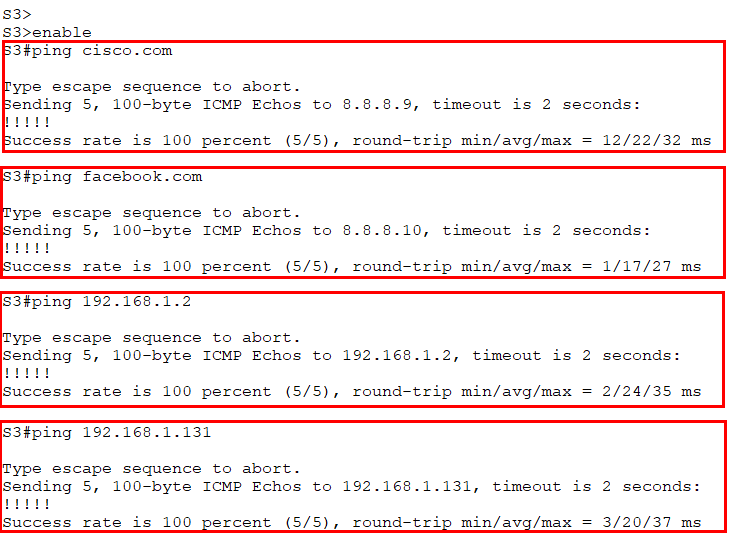 S3>
S3>enable
S3#ping cisco.com
Type escape sequence to abort.
Sending 5, 100-byte ICMP Echos to 8.8.8.9, timeout is 2 seconds:
!!!!!
Success rate is 100 percent (5/5), round-trip min/avg/max = 12/22/32 ms
S3#ping facebook.com
Type escape sequence to abort.
Sending 5, 100-byte ICMP Echos to 8.8.8.10, timeout is 2 seconds:
!!!!!
Success rate is 100 percent (5/5), round-trip min/avg/max = 1/17/27 ms
S3#ping 192.168.1.2
Type escape sequence to abort.
Sending 5, 100-byte ICMP Echos to 192.168.1.2, timeout is 2 seconds:
!!!!!
Success rate is 100 percent (5/5), round-trip min/avg/max = 2/24/35 ms
S3#ping 192.168.1.131
Type escape sequence to abort.
Sending 5, 100-byte ICMP Echos to 192.168.1.131, timeout is 2 seconds:
!!!!!
Success rate is 100 percent (5/5), round-trip min/avg/max = 3/20/37 ms